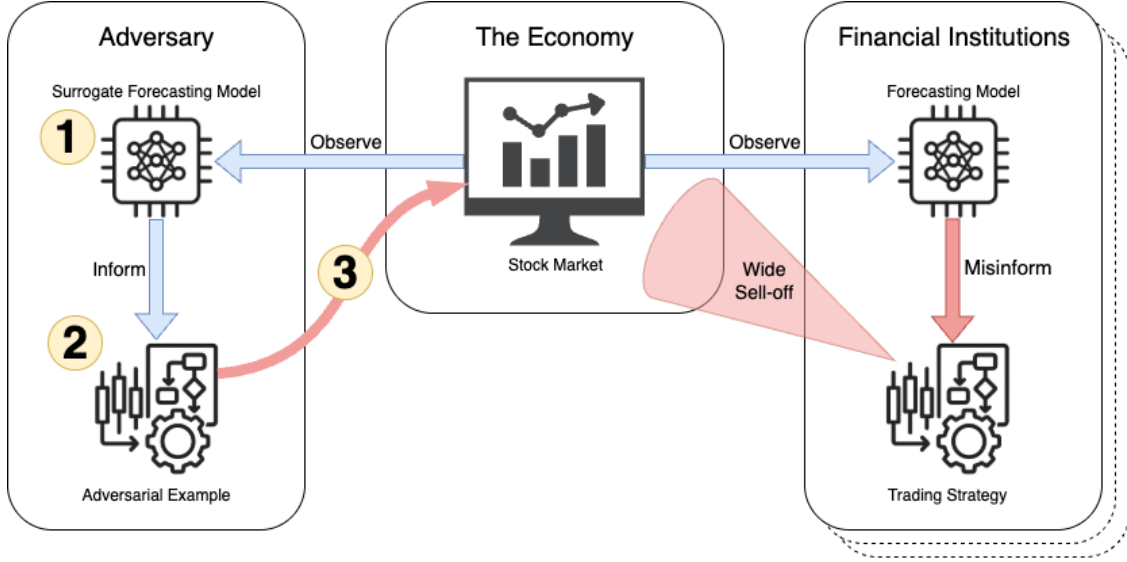 Adversary
Surrogate Forecasting Model
1
Inform
2
Adversarial Example
Observe
3
The Economy
Stock Market
Observe
Wide
Sell-off
Financial Institutions
Forecasting Model
Misinform
Trading Strategy